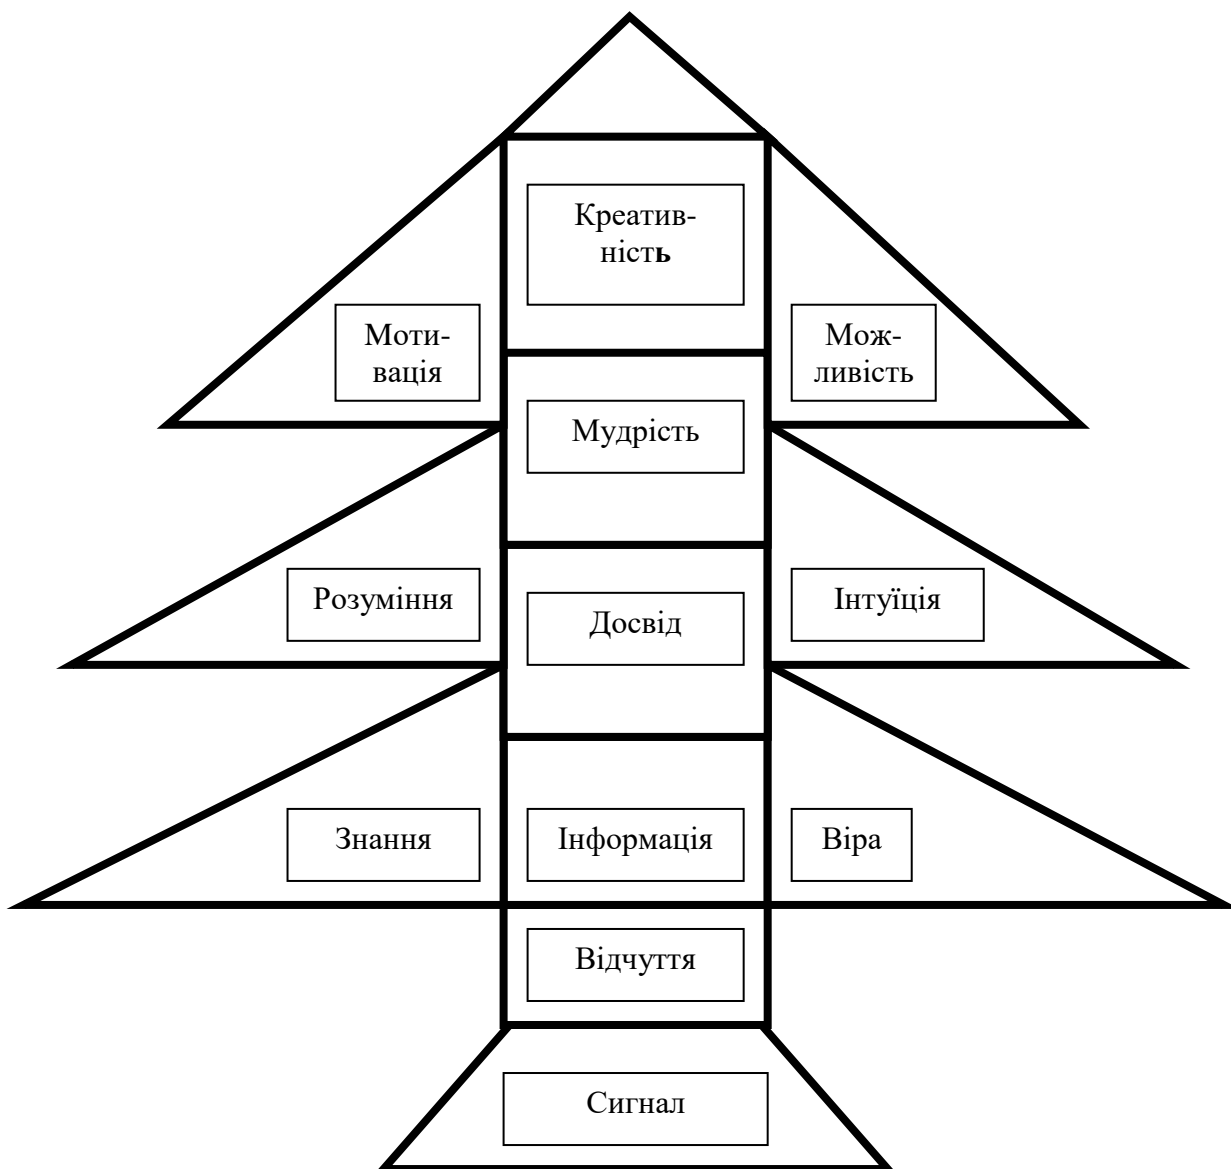 Креатив-
ність
Моти-
вація
Мож-
ливість
Мудрість
Розуміння
Досвід
Інтуїція
Знання
Інформація
Віра
Відчуття
Сигнал